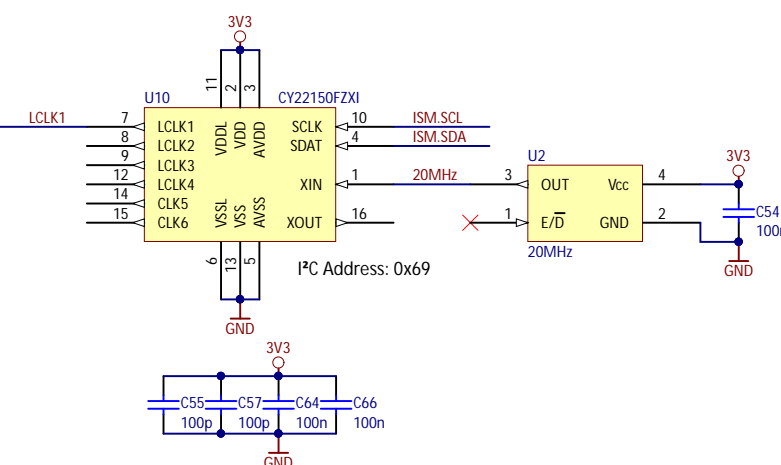 3V3
U10
CY22150FZXI
11
2
3
LCLK1
7
LCLK1
VDDL
VDD
AVDD
SCLK
10
ISM.SCL
8
LCLK2
SDAT
4
ISM.SDA
9
LCLK3
12
LCLK4
XIN
1
20MHz
14
CLK5
15
CLK6
VSSL
VSS
AVSS
XOUT
16
6
13
5
I²C Address: 0x69
GND
U2
3
OUT
Vcc
4
1
E/D
GND
2
20MHz
3V3
C54
100n
GND
3V3
C55
C57
C64
C66
100p
100p
100n
100n
GND